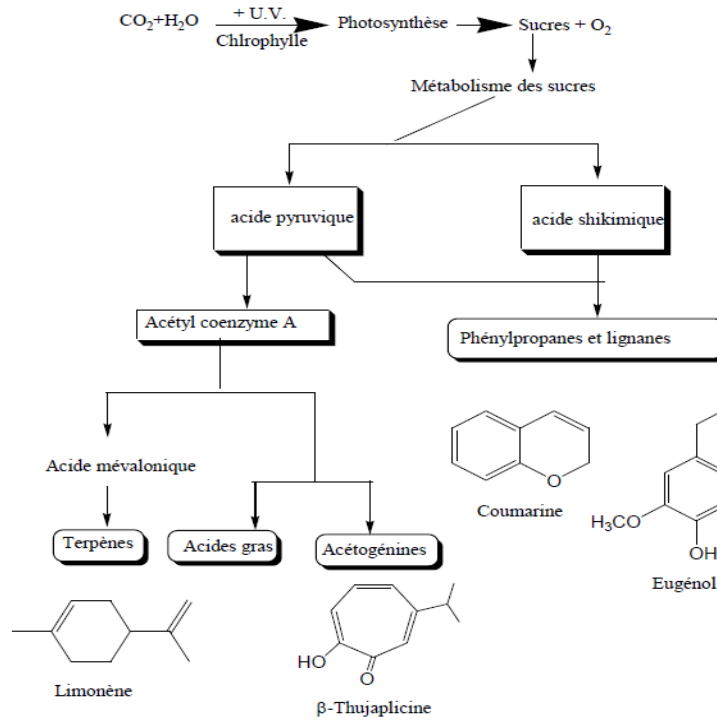 CO₂+H₂O + U.V. Chlrophylle Photosynthèse Sucres + O₂
Métabolisme des sucres
acide pyruvique acide shikimique
Acétyl coenzyme A
Phénylpropanes et lignanes
Acide mévalonique
Terpènes Acides gras Acétogénines
O
Coumarine
H₃CO
OH
Eugénol
HO
O
Limonène
β-Thujaplicine